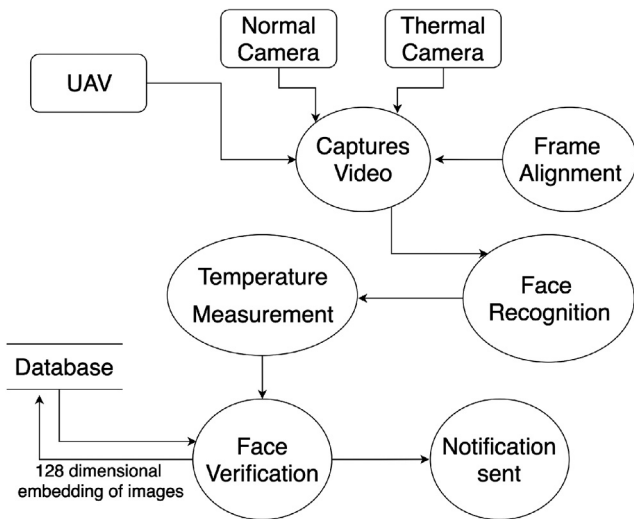 Normal
Camera
Thermal
Camera
UAV
Captures
Video
Frame
Alignment
Temperature
Measurement
Face
Recognition
Database
Face
Verification
Notification
sent
128 dimensional
embedding of images